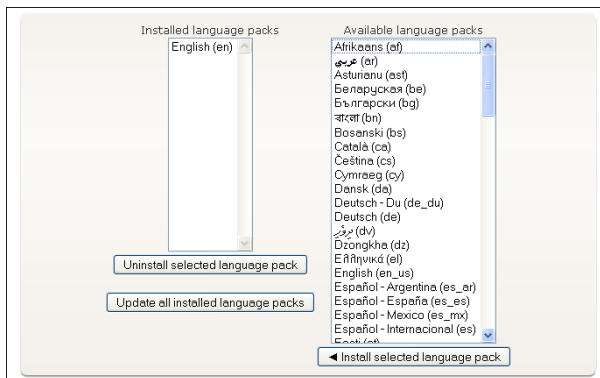 Installed language packs
English (en)
Uninstall selected language pack
Update all installed language packs
Available language packs
Afrikaans (af)
عربي (ar)
Asturianu (ast)
Беларуская (be)
Български (bg)
বাংলা (bn)
Bosanski (bs)
Català (ca)
Čeština (cs)
Cymraeg (cy)
Dansk (da)
Deutsch - Du (de_du)
Deutsch (de)
(dv)
Dzongkha (dz)
Ελληνικά (el)
English (en_us)
Español - Argentina (es_ar)
Español - España (es_es)
Español - Mexico (es_mx)
Español - Internacional (es)
Eesti (et)
◄ Install selected language pack